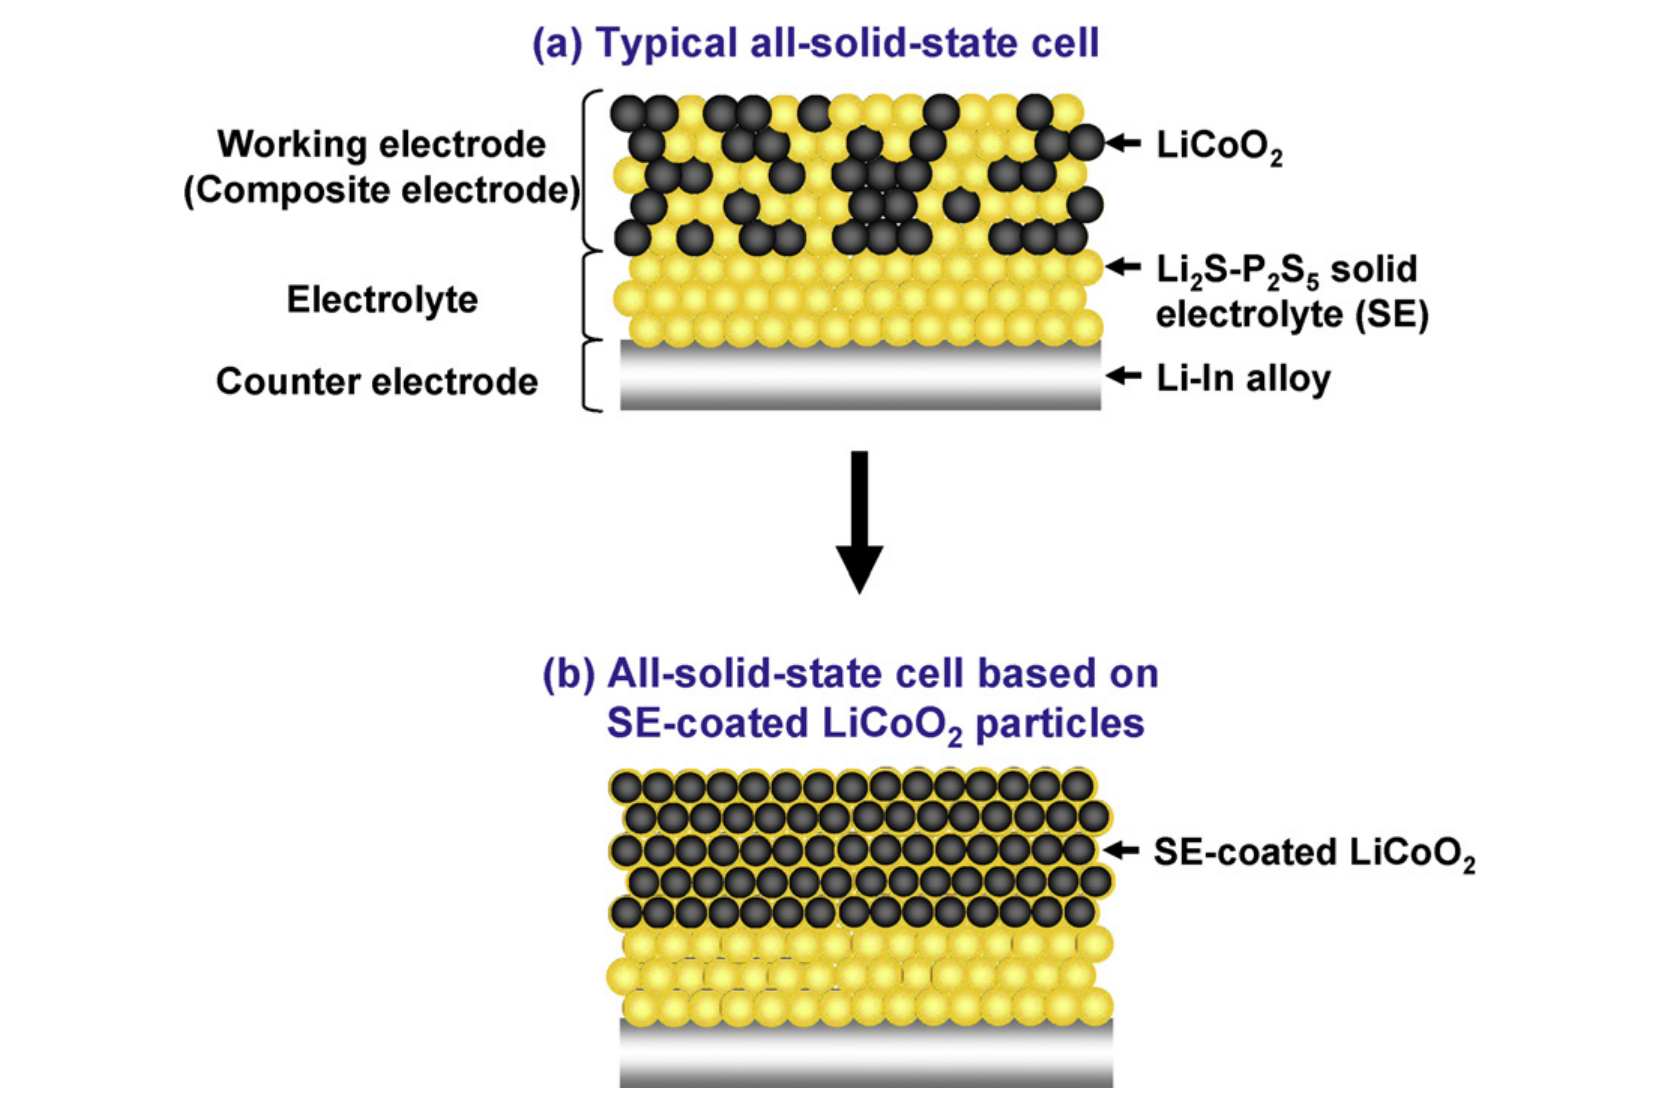 (a) Typical all-solid-state cell
Working electrode
(Composite electrode)
LiCoO₂
Li₂S-P₂S₅ solid
electrolyte (SE)
Electrolyte
Counter electrode
Li-In alloy
(b) All-solid-state cell based on
SE-coated LiCoO₂ particles
SE-coated LiCoO₂